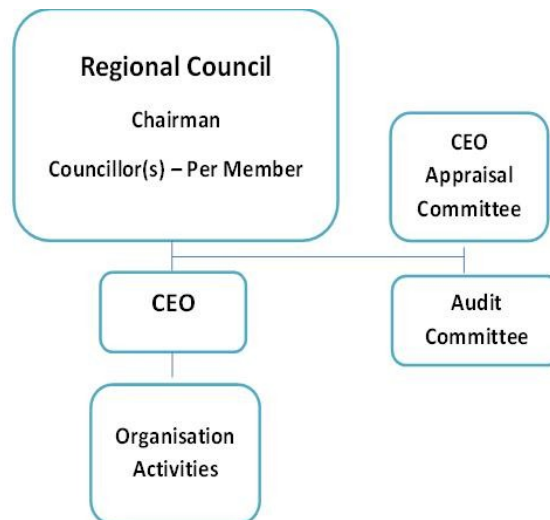 Regional Council
Chairman
Councillor(s) – Per Member
CEO
Appraisal
Committee
CEO
Audit
Committee
Organisation
Activities